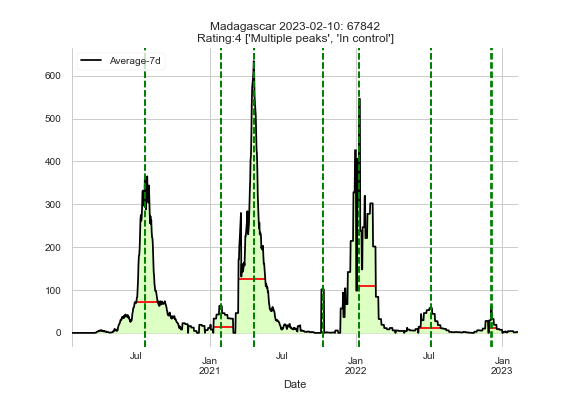 Madagascar 2023-02-10: 67842
Rating:4 ['Multiple peaks', 'In control']
Average-7d
600
500
400
300
200
100
0
Jul
Jan
2021
Jul
Jan
2022
Jul
Jan
2023
Date